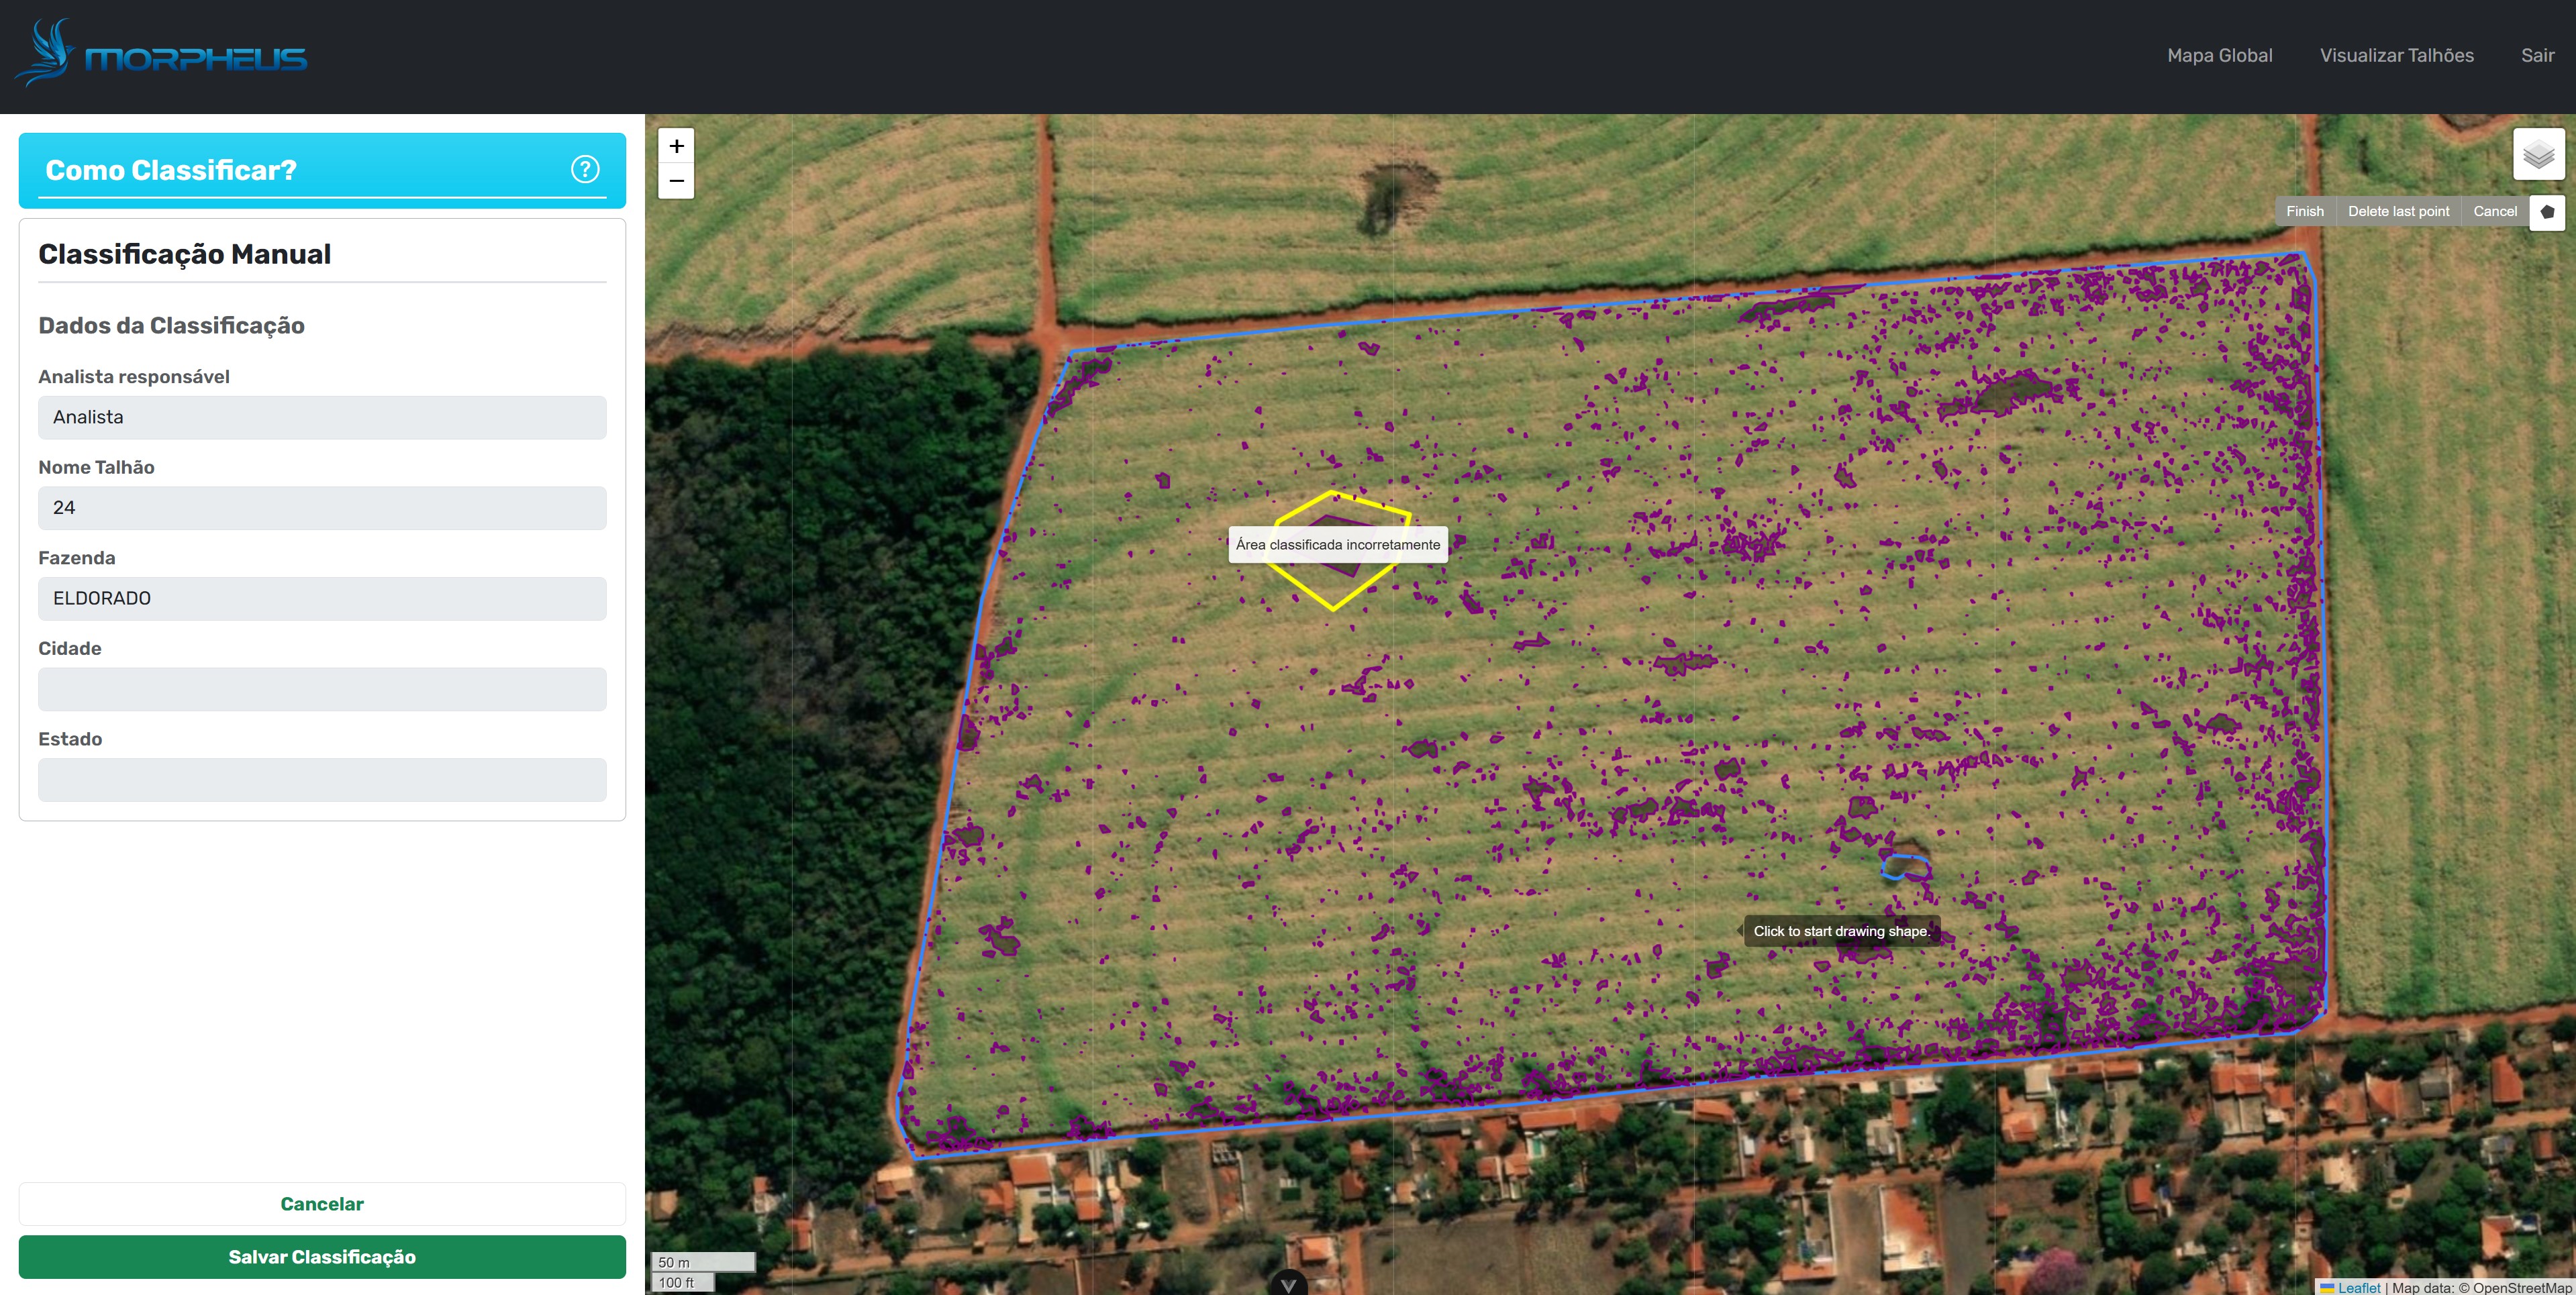 MORPHEUS
Mapa Global
Visualizar Talhões
Sair
Como Classificar?
?
Classificação Manual
Dados da Classificação
Analista responsável
Analista
Nome Talhão
24
Fazenda
ELDORADO
Cidade
Estado
Cancelar
Salvar Classificação
+
−
Finish
Delete last point
Cancel
Área classificada incorretamente
Click to start drawing shape.
50 m
100 ft
Leaflet | Map data: © OpenStreetMap